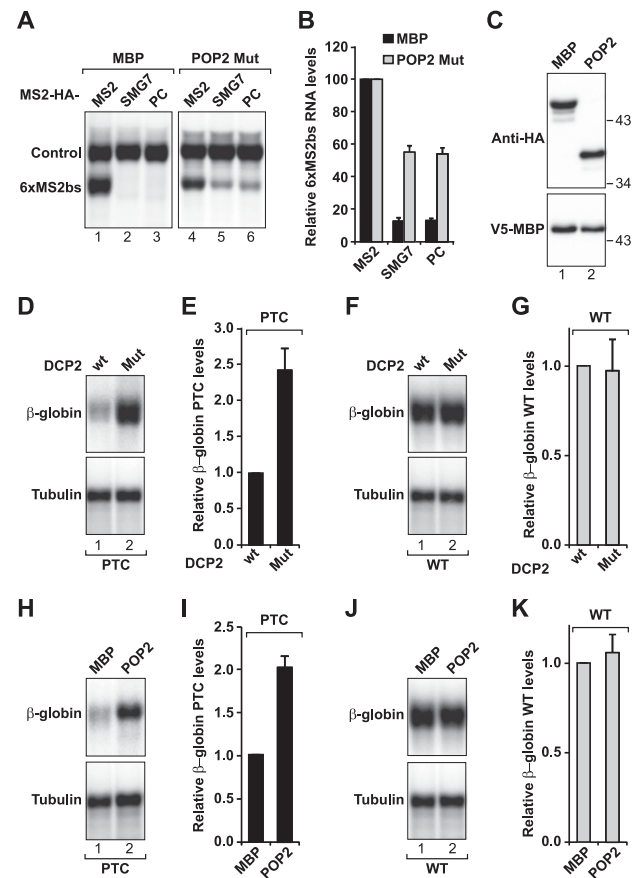 A
MBP POP2 Mut
MS2-HA- MS2 SMG7 PC MS2 SMG7 PC
Control
6xMS2bs
1 2 3 4 5 6
B
MBP
POP2 Mut
Relative 6xMS2bs RNA levels
120
100
80
60
40
20
0
MS2 SMG7 PC
C
MBP POP2
Anti-HA
43
34
V5-MBP
43
1 2
D
DCP2 wt Mut
β-globin
Tubulin
1 2
PTC
E
PTC
Relative β–globin PTC levels
3.0
2.5
2.0
1.5
1.0
0.5
0.0
DCP2 wt Mut
F
DCP2 wt Mut
β-globin
Tubulin
1 2
WT
G
WT
Relative β–globin WT levels
1.0
0.5
0.0
DCP2 wt Mut
H
MBP POP2
β-globin
Tubulin
1 2
PTC
I
PTC
Relative β–globin PTC levels
2.5
2.0
1.5
1.0
0.5
0.0
MBP POP2
J
MBP POP2
β-globin
Tubulin
1 2
WT
K
WT
Relative β–globin WT levels
1.0
0.5
0.0
MBP POP2